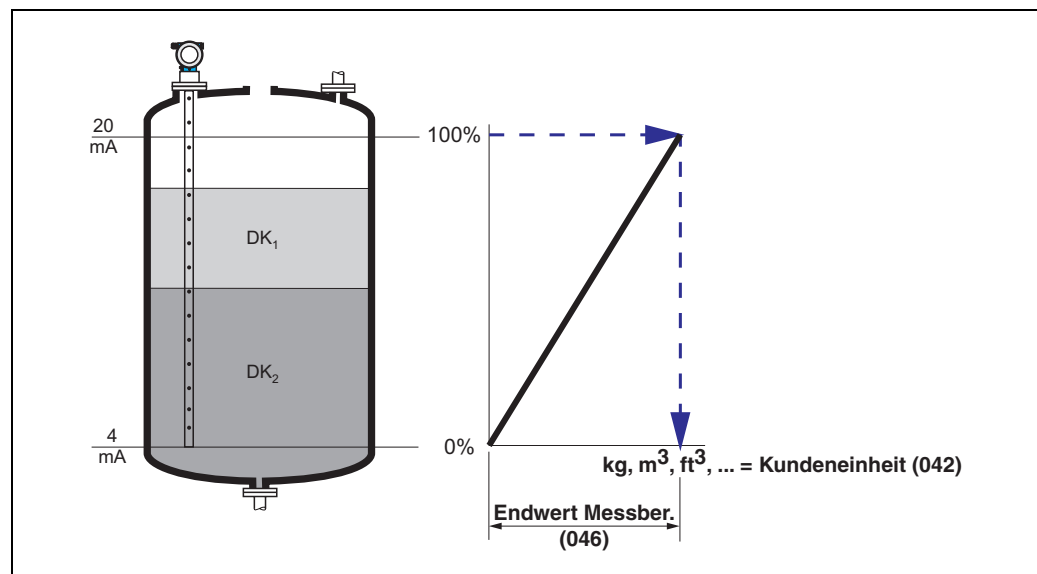 20
mA
100%
DK₁
DK₂
4
mA
0%
kg, m³, ft³, ... = Kundeneinheit (042)
Endwert Messber.
(046)